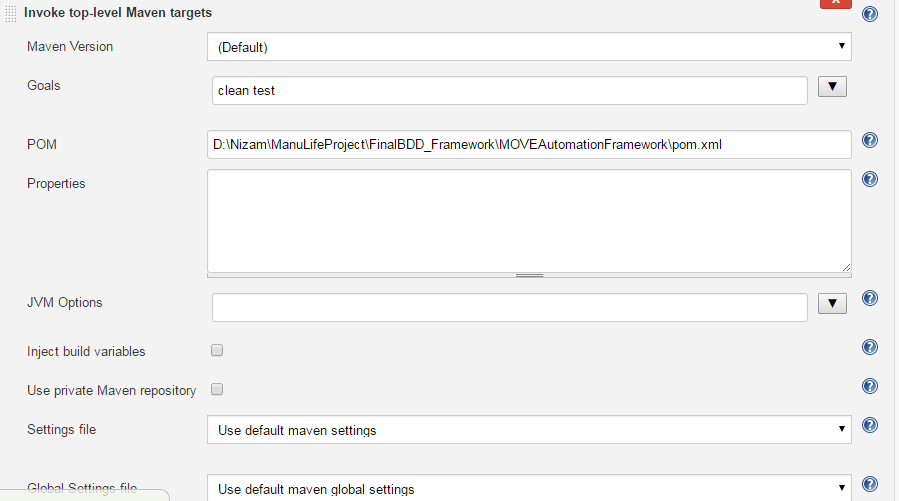 Invoke top-level Maven targets
Maven Version
(Default)
Goals
clean test
POM
D:\Nizam\ManuLifeProject\FinalBDD_Framework\MOVEAutomationFramework\pom.xml
Properties
JVM Options
Inject build variables
Use private Maven repository
Settings file
Use default maven settings
Global Settings file
Use default maven global settings